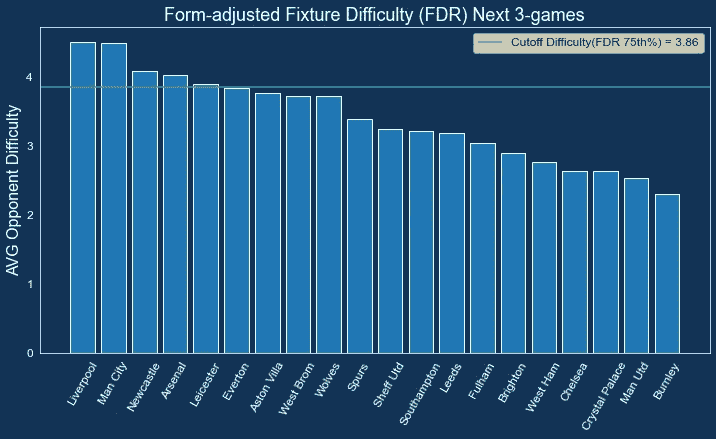 Form-adjusted Fixture Difficulty (FDR) Next 3-games
Cutoff Difficulty(FDR 75th%) = 3.86
AVG Opponent Difficulty
4
3
2
1
0
Liverpool
Man City
Newcastle
Arsenal
Leicester
Everton
Aston Villa
West Brom
Wolves
Spurs
Sheff Utd
Southampton
Leeds
Fulham
Brighton
West Ham
Chelsea
Crystal Palace
Man Utd
Burnley